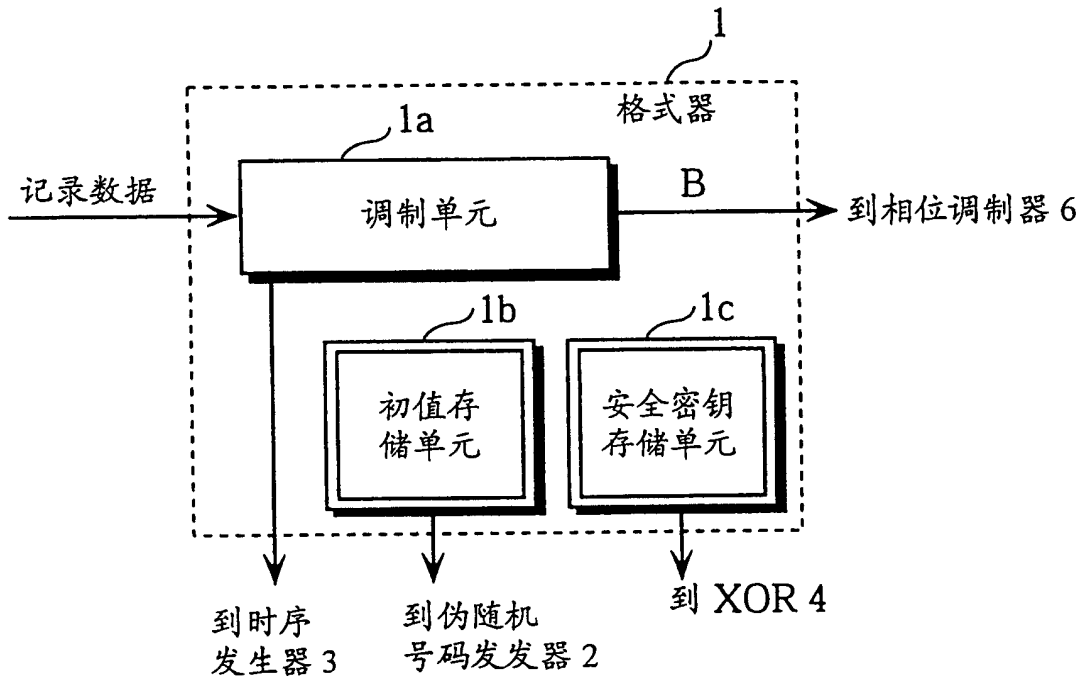 1
格式器
1a
记录数据
调制单元
B
到相位调制器6
1b
1c
初值存
储单元
安全密钥
存储单元
到时序
发生器3
到伪随机
号码发发器2
到 XOR 4